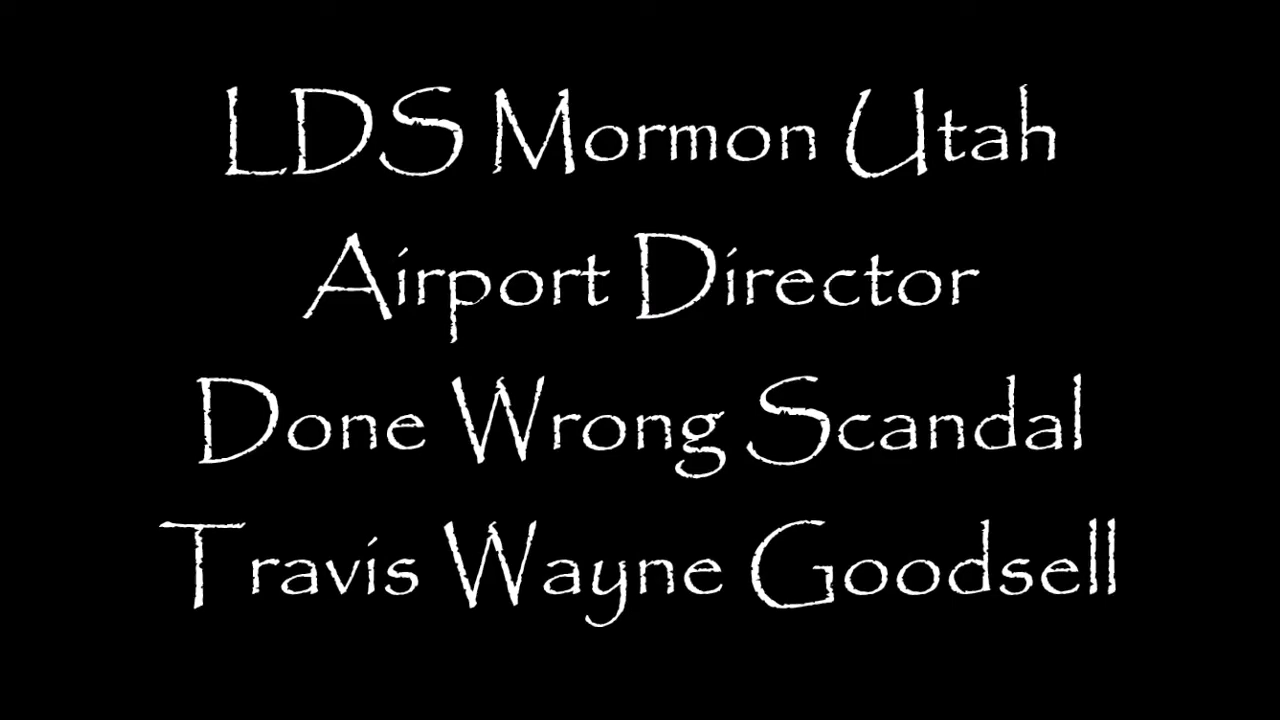 LDS Mormon Utah
Airport Director
Done Wrong Scandal
Travis Wayne Goodsell